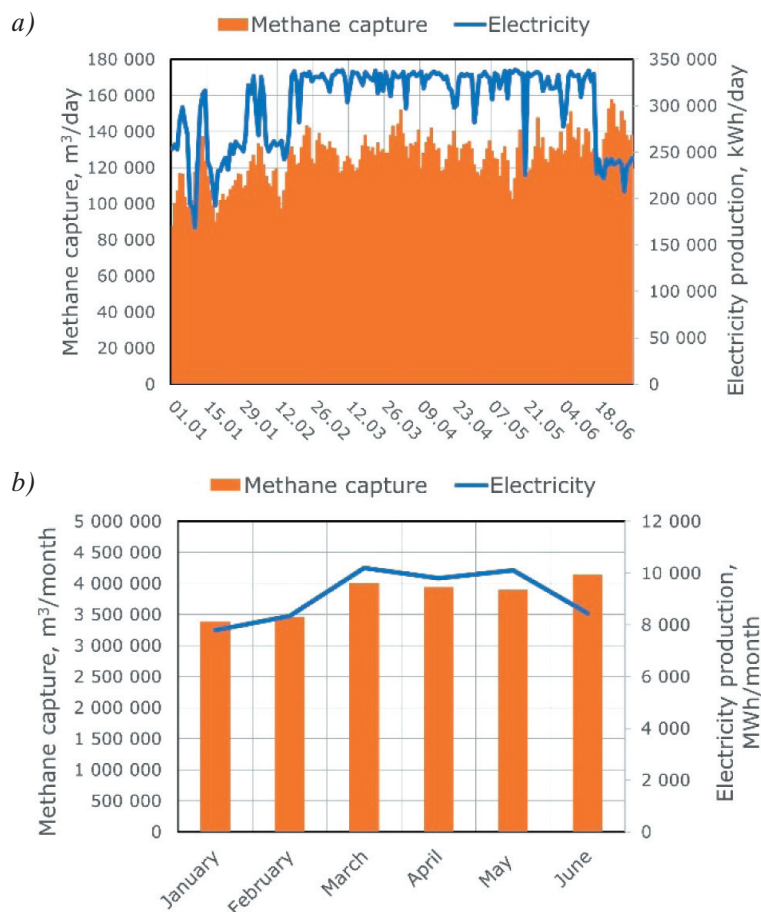 a)
Methane capture
Electricity
Methane capture, m³/day
180 000
160 000
140 000
120 000
100 000
80 000
60 000
40 000
20 000
0
350 000
300 000
250 000
200 000
150 000
100 000
50 000
0
Electricity production, kWh/day
01.01
15.01
29.01
12.02
26.02
12.03
26.03
09.04
23.04
07.05
21.05
04.06
18.06
b)
Methane capture
Electricity
Methane capture, m³/month
5 000 000
4 500 000
4 000 000
3 500 000
3 000 000
2 500 000
2 000 000
1 500 000
1 000 000
500 000
0
12 000
10 000
8 000
6 000
4 000
2 000
0
Electricity production,
MWh/month
January
February
March
April
May
June